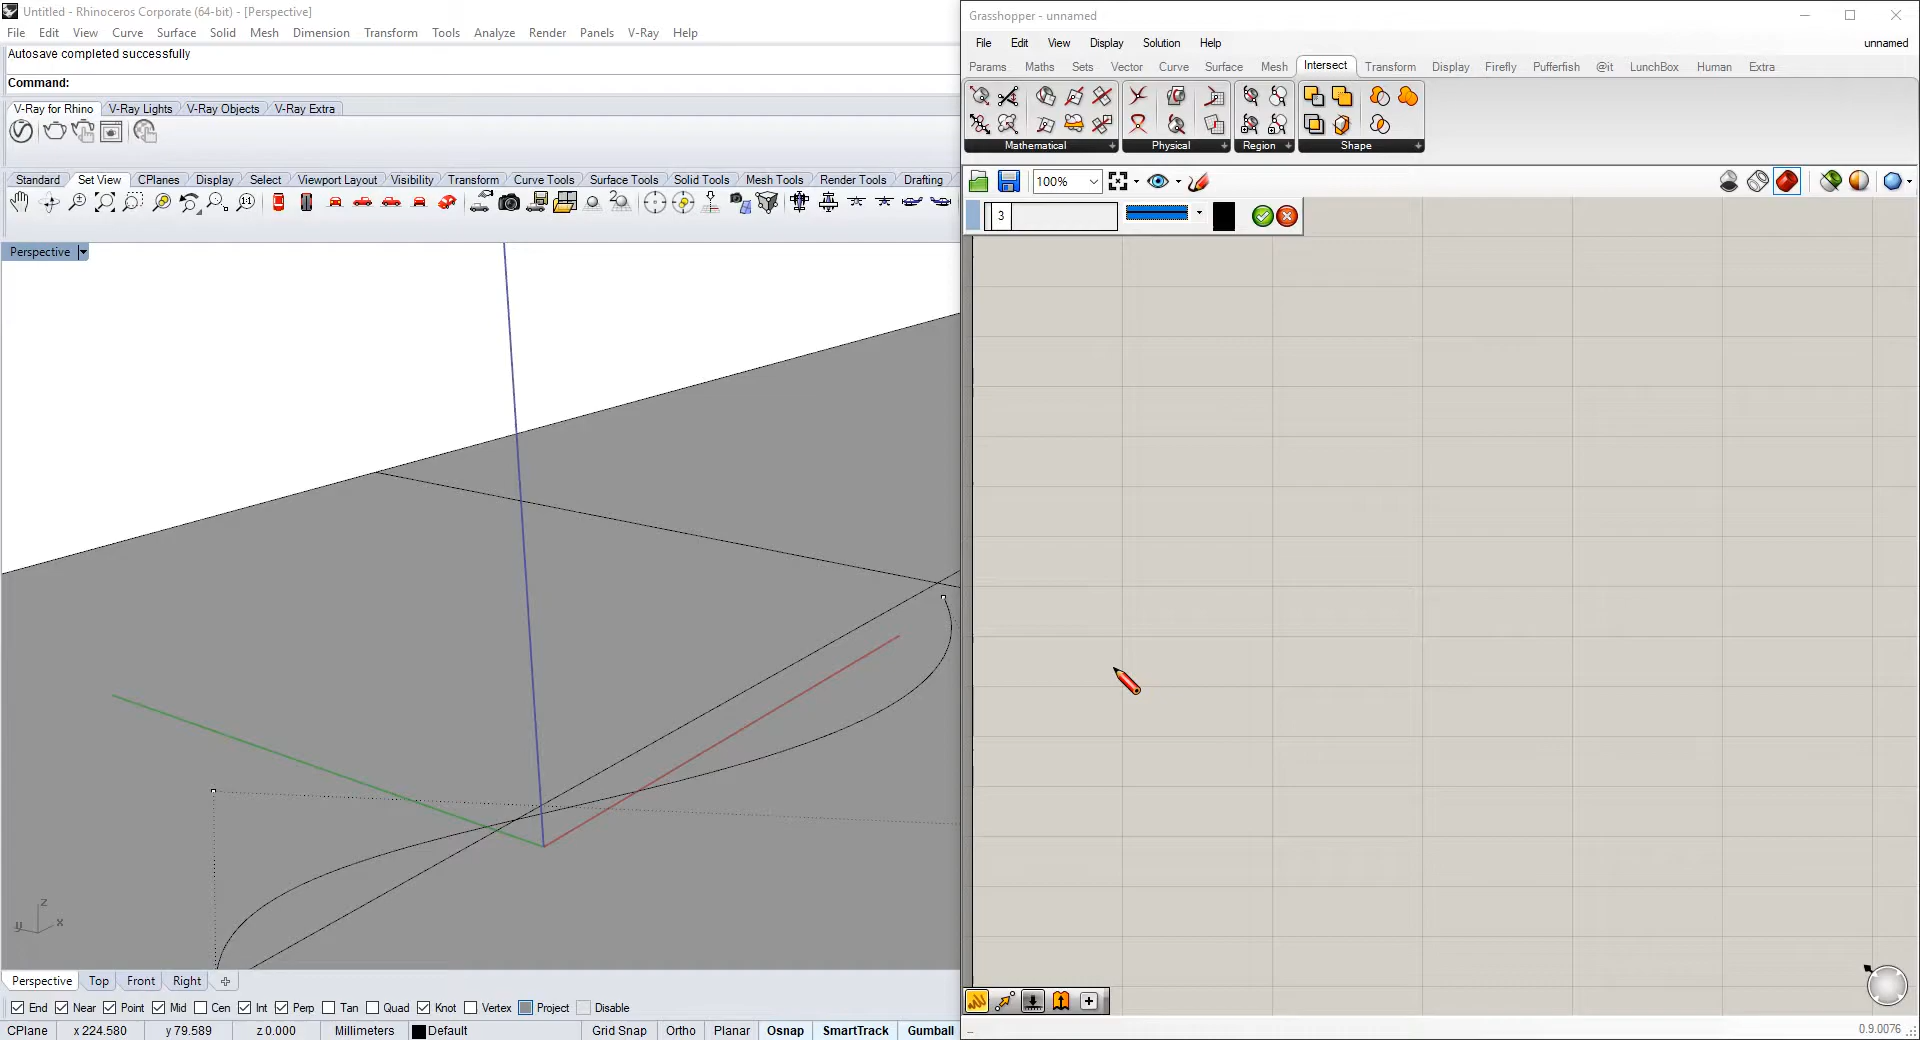 Untitled - Rhinoceros Corporate (64-bit) - [Perspective]
File Edit View Curve Surface Solid Mesh Dimension Transform Tools Analyze Render Panels V-Ray Help
Autosave completed successfully
Command:
V-Ray for Rhino V-Ray Lights V-Ray Objects V-Ray Extra
Standard Set View CPlanes Display Select Viewport Layout Visibility Transform Curve Tools Surface Tools Solid Tools Mesh Tools Render Tools Drafting
Perspective
z
y x
Perspective Top Front Right
End Near Point Mid Cen Int Perp Tan Quad Knot Vertex Project Disable
CPlane x 224.580 y 79.589 z 0.000 Millimeters Default Grid Snap Ortho Planar Osnap SmartTrack Gumball
Grasshopper - unnamed
File Edit View Display Solution Help unnamed
Params Maths Sets Vector Curve Surface Mesh Intersect Transform Display Firefly Pufferfish @it LunchBox Human Extra
Mathematical Physical Region Shape
100%
3
0.9.0076